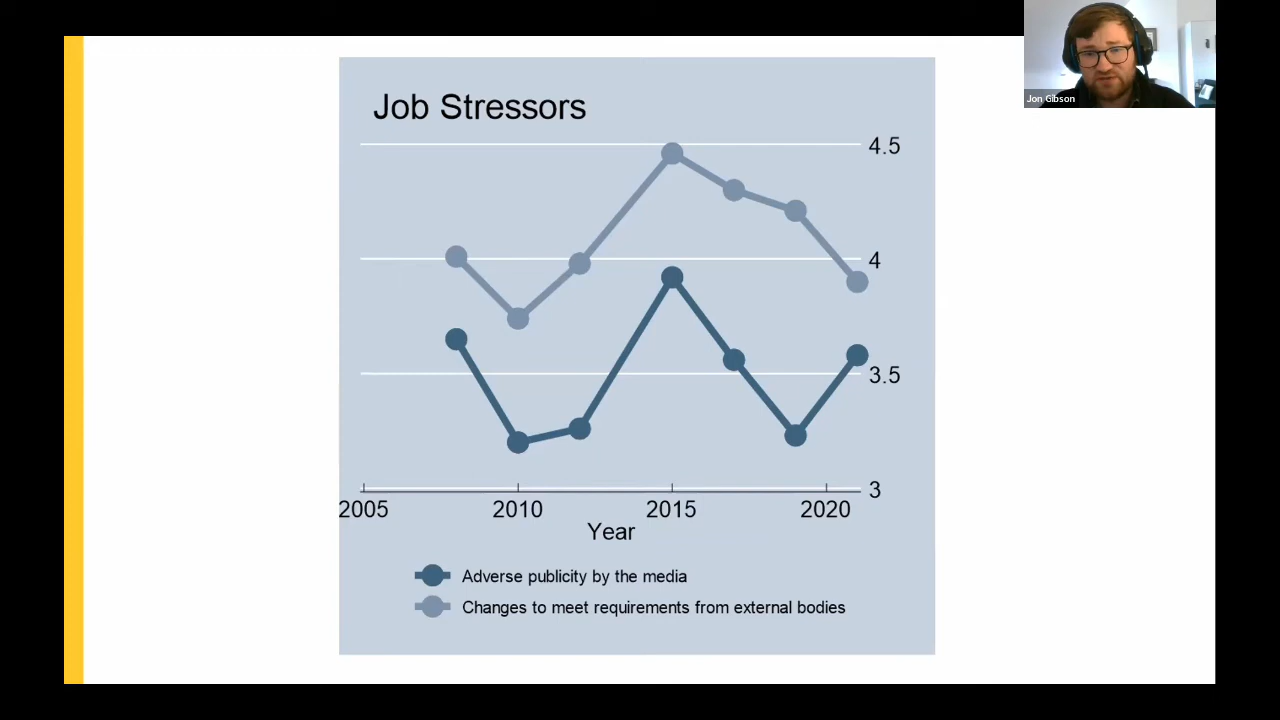 Jon Gibson
Job Stressors
4.5
4
3.5
3
2005 2010 2015 2020
Year
Adverse publicity by the media
Changes to meet requirements from external bodies